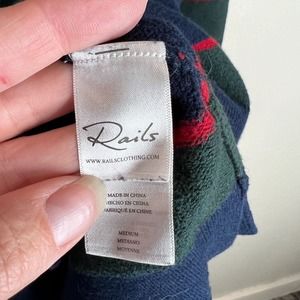 Rails
WWW.RAILSCLOTHING.COM
MADE IN CHINA
HECHO EN CHINA
FABRIQUÉ EN CHINE
MEDIUM
MEDIANO
MOYENNE